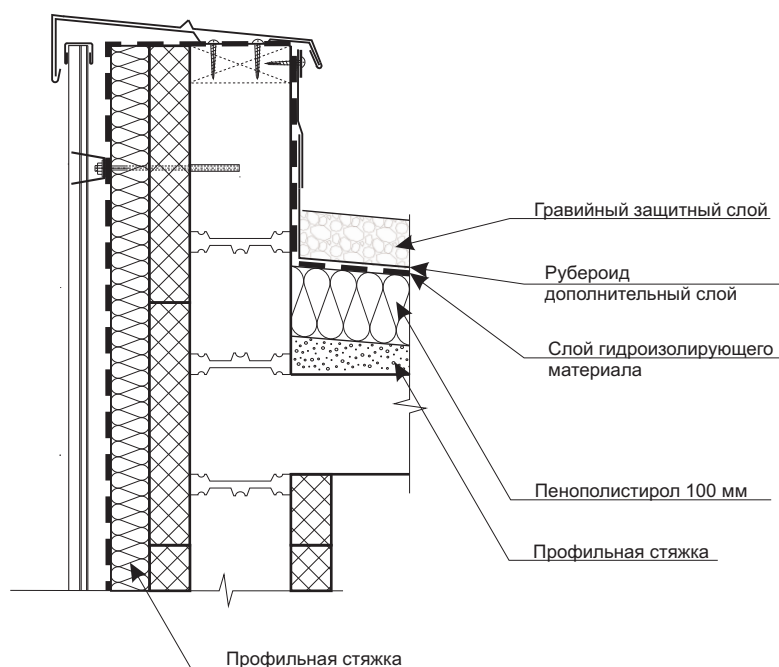 Гравийный защитный слой
Рубероид
дополнительный слой
Слой гидроизолирующего
материала
Пенополистирол 100 мм
Профильная стяжка
Профильная стяжка